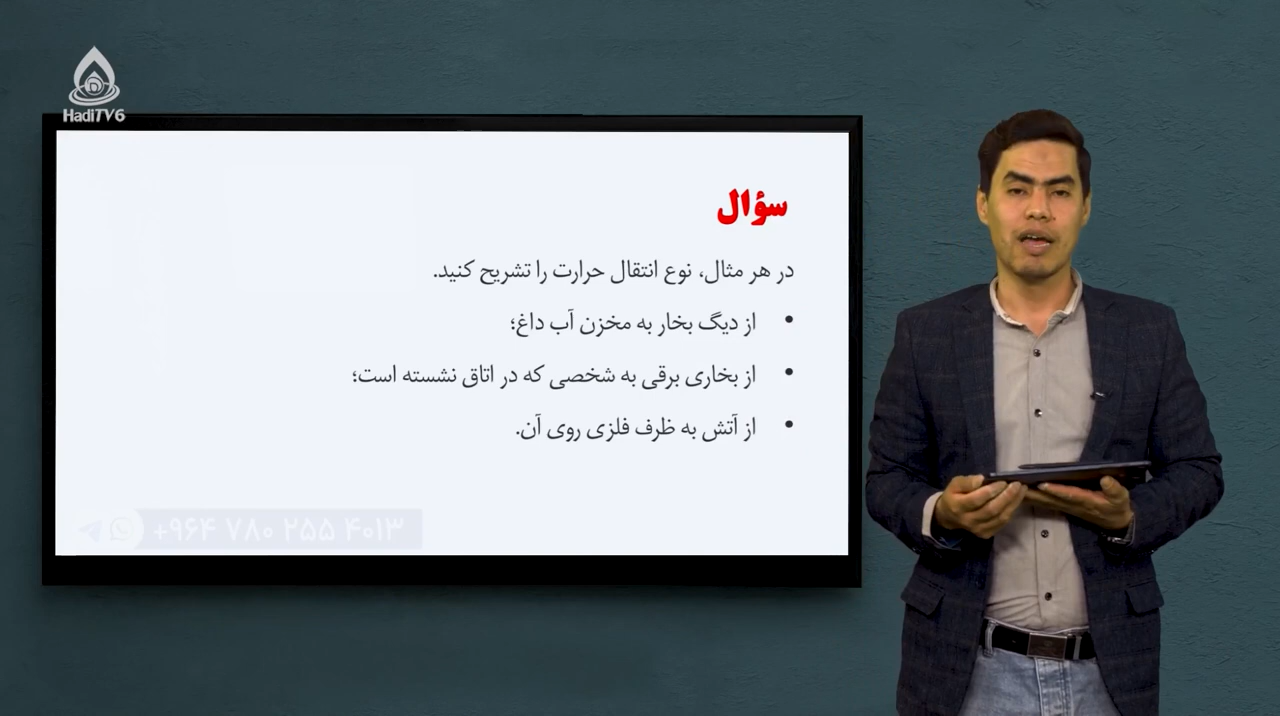 HadiTV6
سؤال
در هر مثال، نوع انتقال حرارت را تشریح کنید.
• از دیگ بخار به مخزن آب داغ؛
• از بخاری برقی به شخصی که در اتاق نشسته است؛
• از آتش به ظرف فلزی روی آن.
+۹۶۴ ۷۸۰ ۲۵۵ ۴۰۱۳